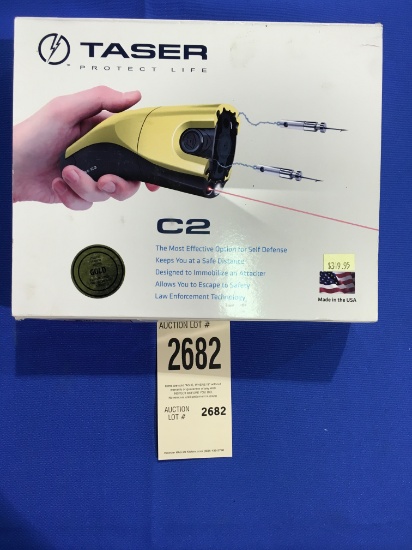 TASER
PROTECT LIFE
C2
The Most Effective Option for Self Defense
Keeps You at a Safe Distance
Designed to Immobilize an Attacker
Allows You to Escape to Safety
Law Enforcement Technology
GOLD
Made in the USA
AUCTION LOT #
2682
AUCTION
LOT # 2682